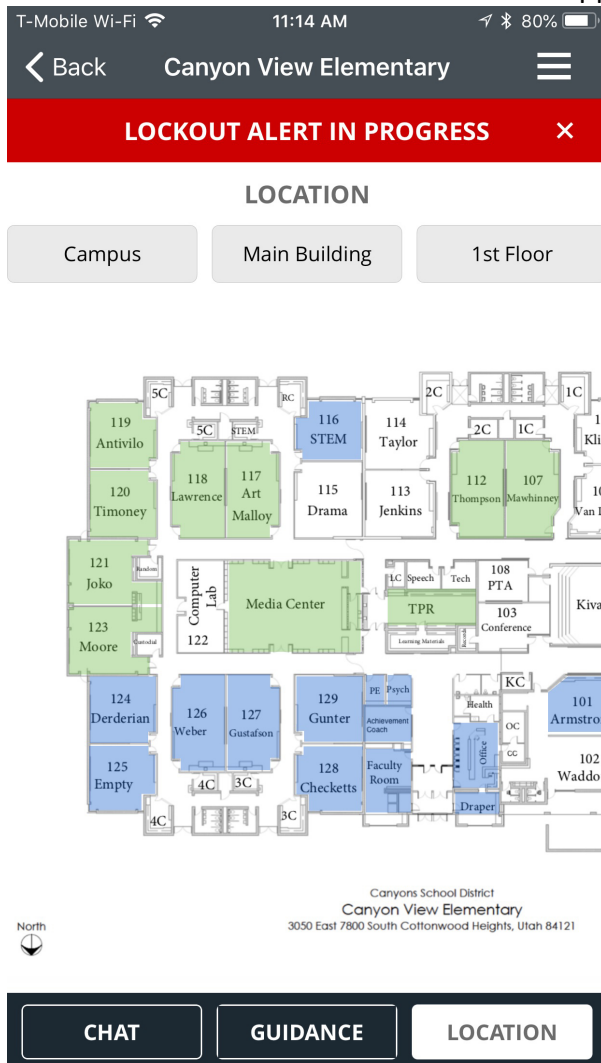 T-Mobile Wi-Fi 11:14 AM 80%
Back Canyon View Elementary
LOCKOUT ALERT IN PROGRESS ×
LOCATION
Campus Main Building 1st Floor
5C RC 2C 1C
119 Antivilo
5C STEM
116 STEM
114 Taylor
2C 1C
120 Timoney
118 Lawrence
117 Art Malloy
115 Drama
113 Jenkins
112 Thompson
107 Mawhinney
121 Joko
Random
Computer Lab 122
Media Center
LC Speech Tech
108 PTA
TPR
103 Conference
Kiva
123 Moore
Custodial
Learning Materials
Records
124 Derderian
126 Weber
127 Gustafson
129 Gunter
PE Psych
Achievement Coach
Health
KC
OC
CG
101
Office
125 Empty
128 Checketts
Faculty Room
Draper
102
4C 3C
4C 3C
Canyons School District
Canyon View Elementary
3050 East 7800 South Cottonwood Heights, Utah 84121
North
CHAT GUIDANCE LOCATION